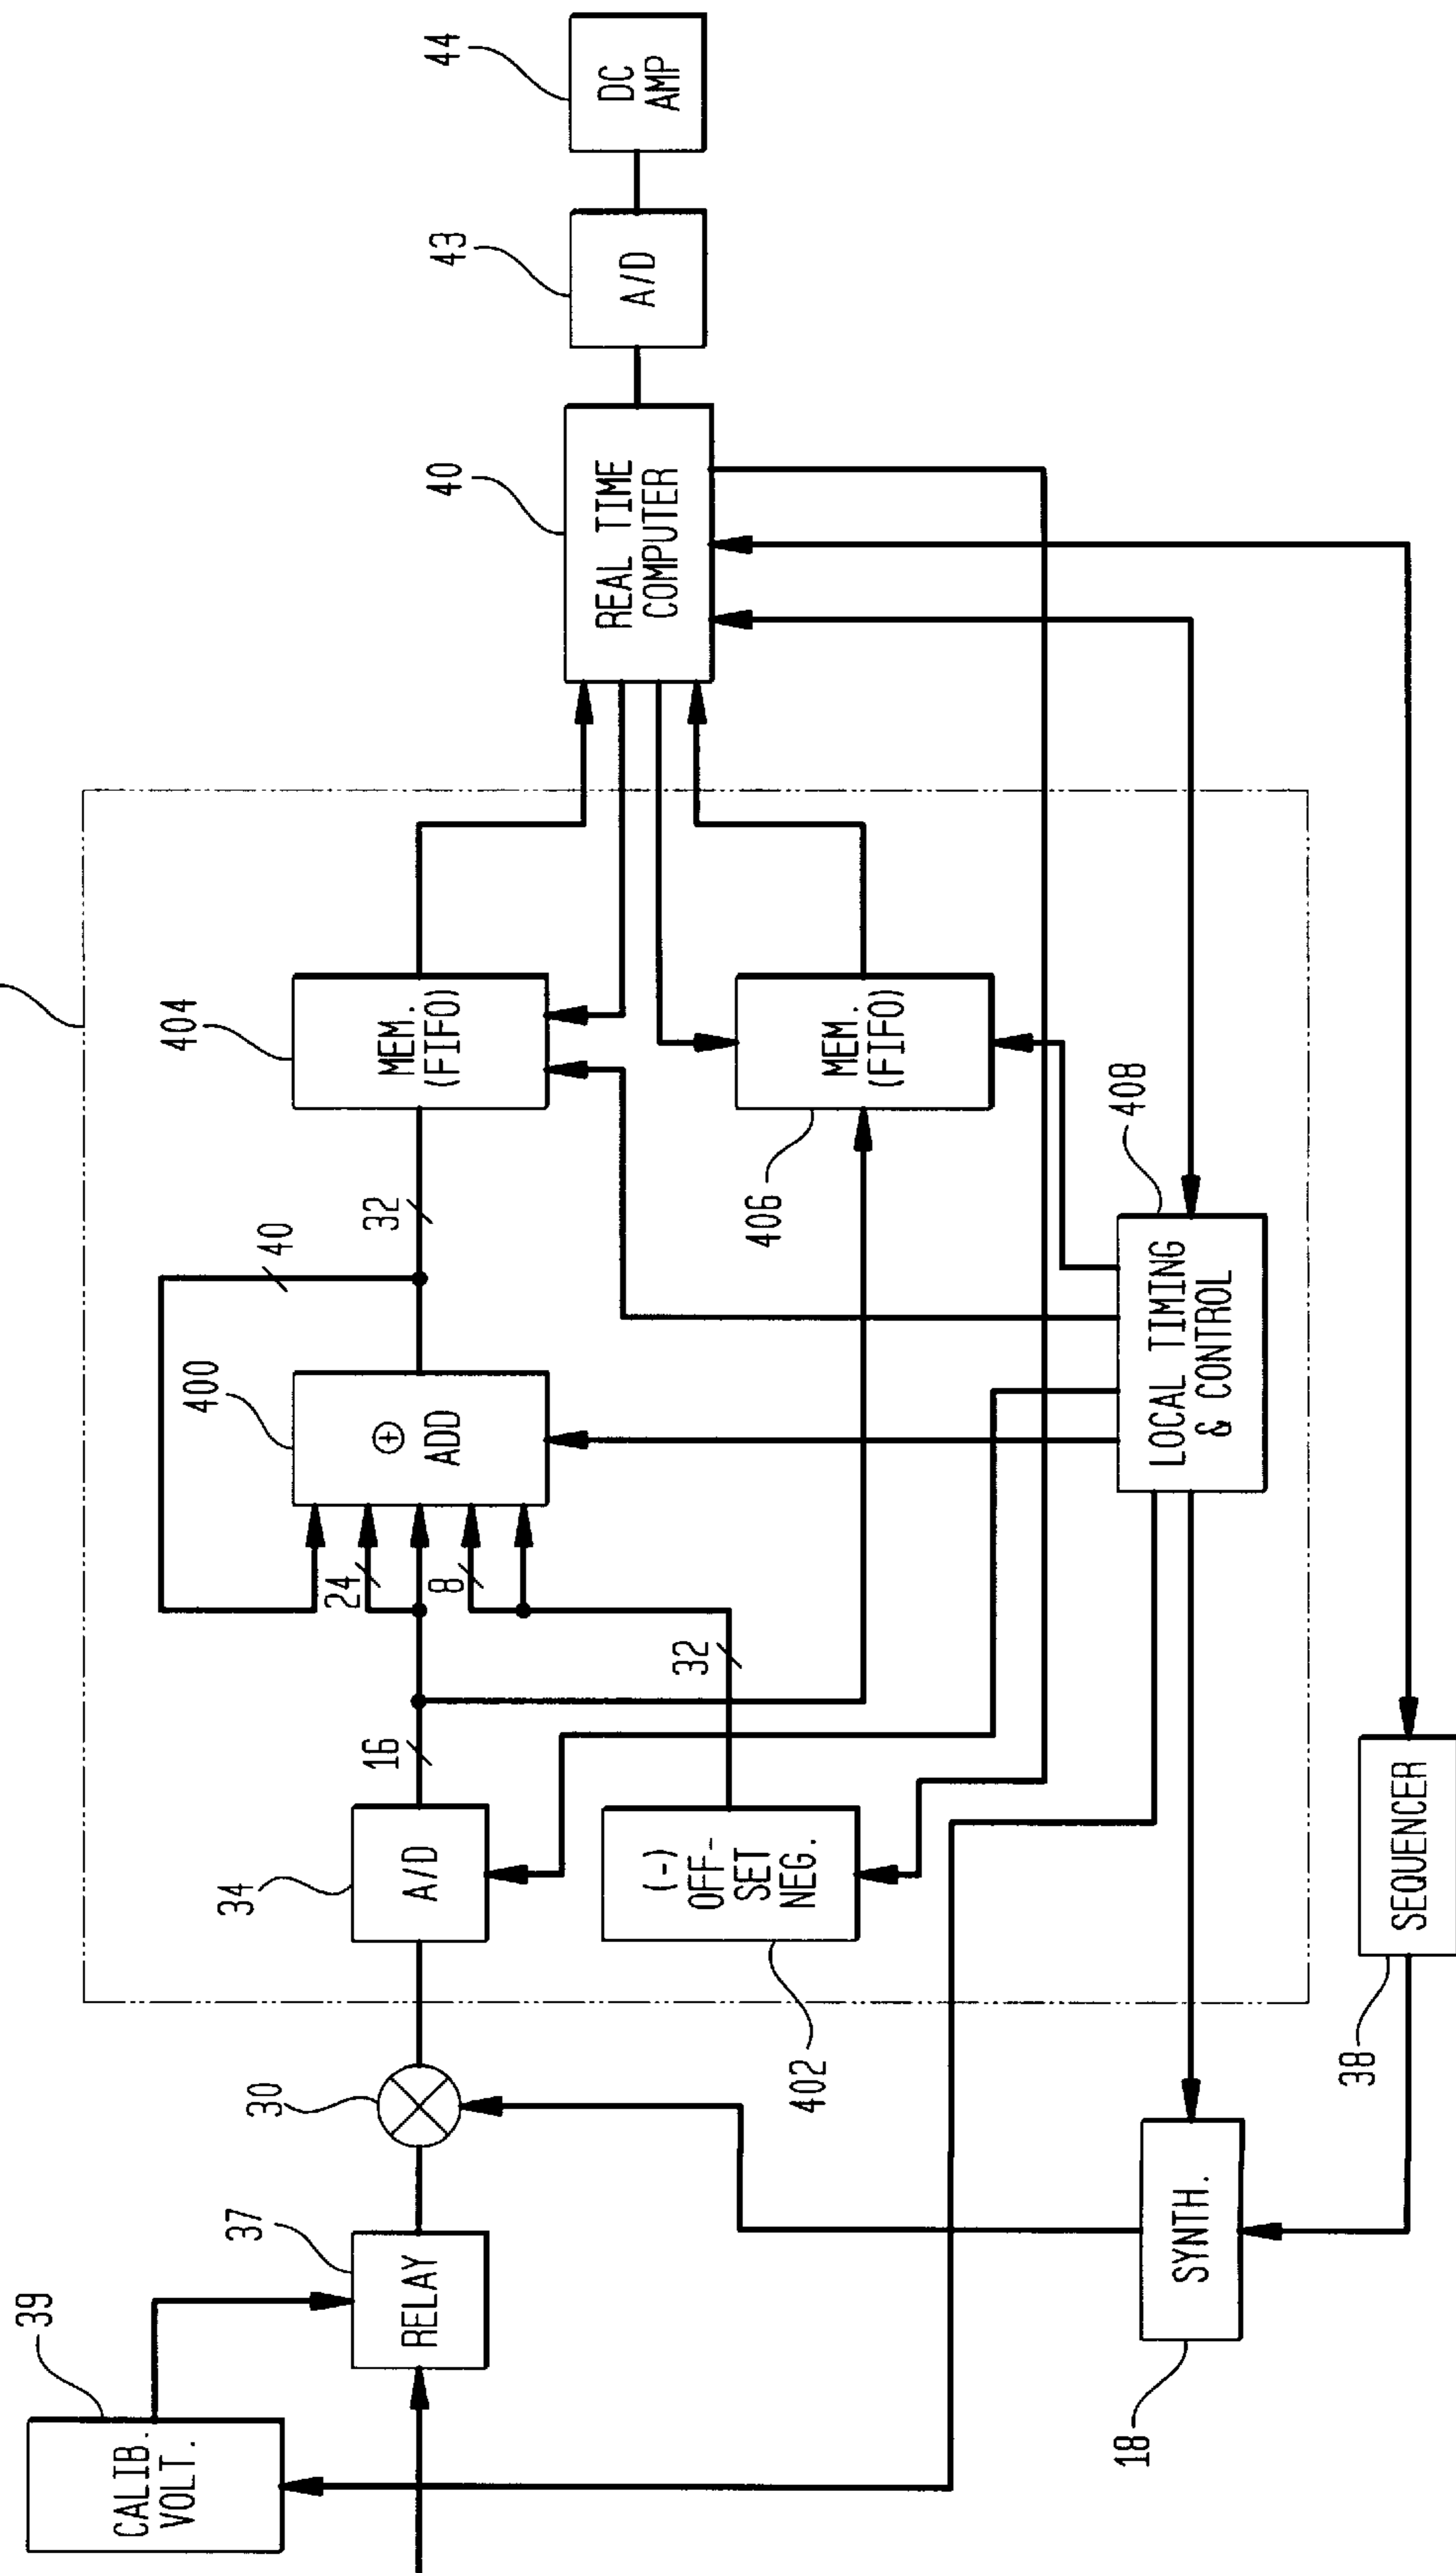 39
CALIB.
VOLT.
37
RELAY
30
34
A/D
16
24
8
32
(-)
OFF-
SET
NEG.
402
400
⊕
ADD
40
32
404
MEM.
(FIFO)
MEM.
(FIFO)
406
408
LOCAL TIMING
& CONTROL
18
SYNTH.
38
SEQUENCER
40
REAL TIME
COMPUTER
43
A/D
44
DC
AMP